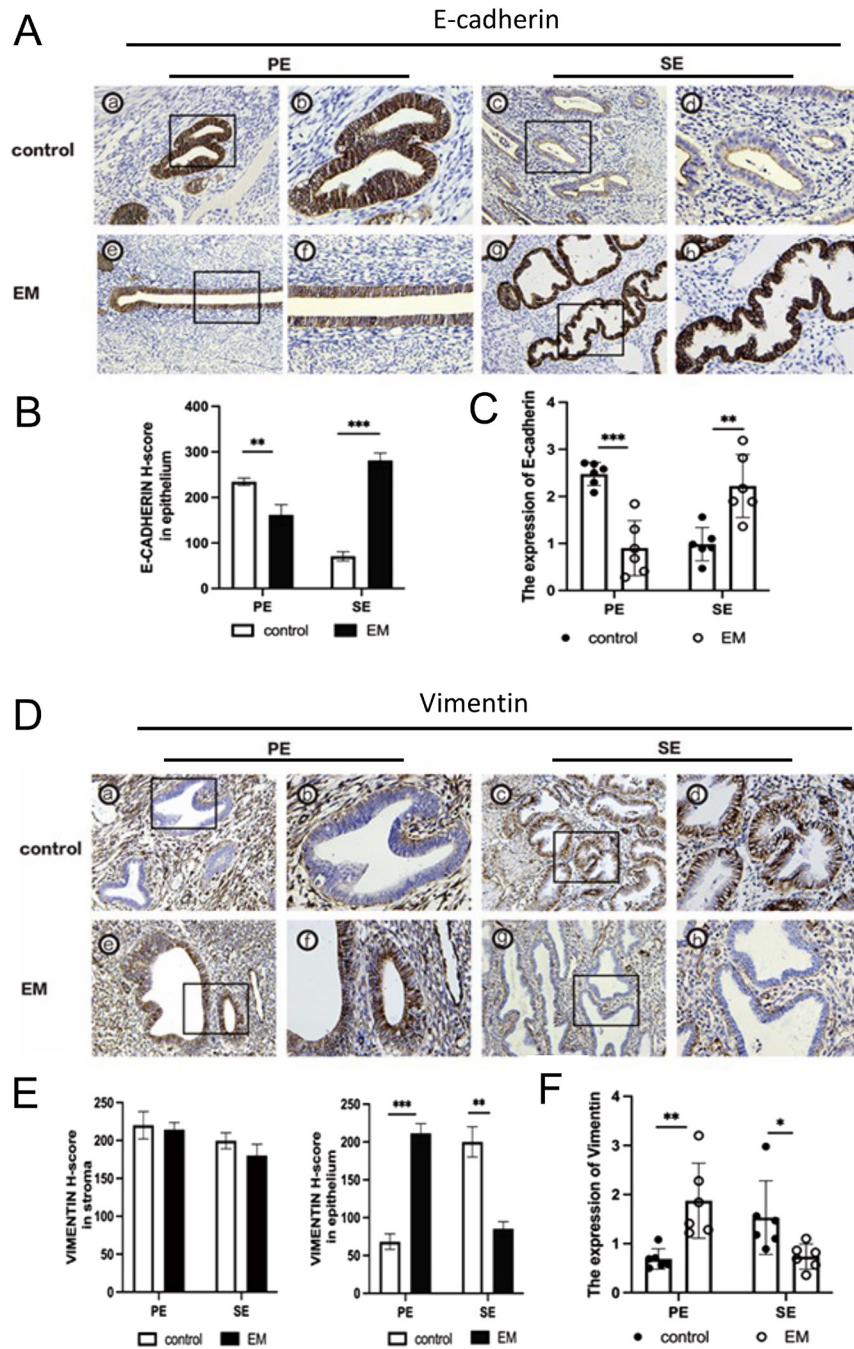 A
E-cadherin
PE
SE
a
b
c
d
control
e
f
g
h
EM
B
E-CADHERIN H-score
in epithelium
400
300
200
100
0
**
***
PE
SE
control
EM
C
The expression of E-cadherin
4
3
2
1
0
***
**
PE
SE
control
EM
D
Vimentin
PE
SE
a
b
c
d
control
e
f
g
h
EM
E
VIMENTIN H-score
in stroma
250
200
150
100
50
0
PE
SE
control
EM
VIMENTIN H-score
in epithelium
250
200
150
100
50
0
***
**
PE
SE
control
EM
F
The expression of Vimentin
4
3
2
1
0
**
*
PE
SE
control
EM